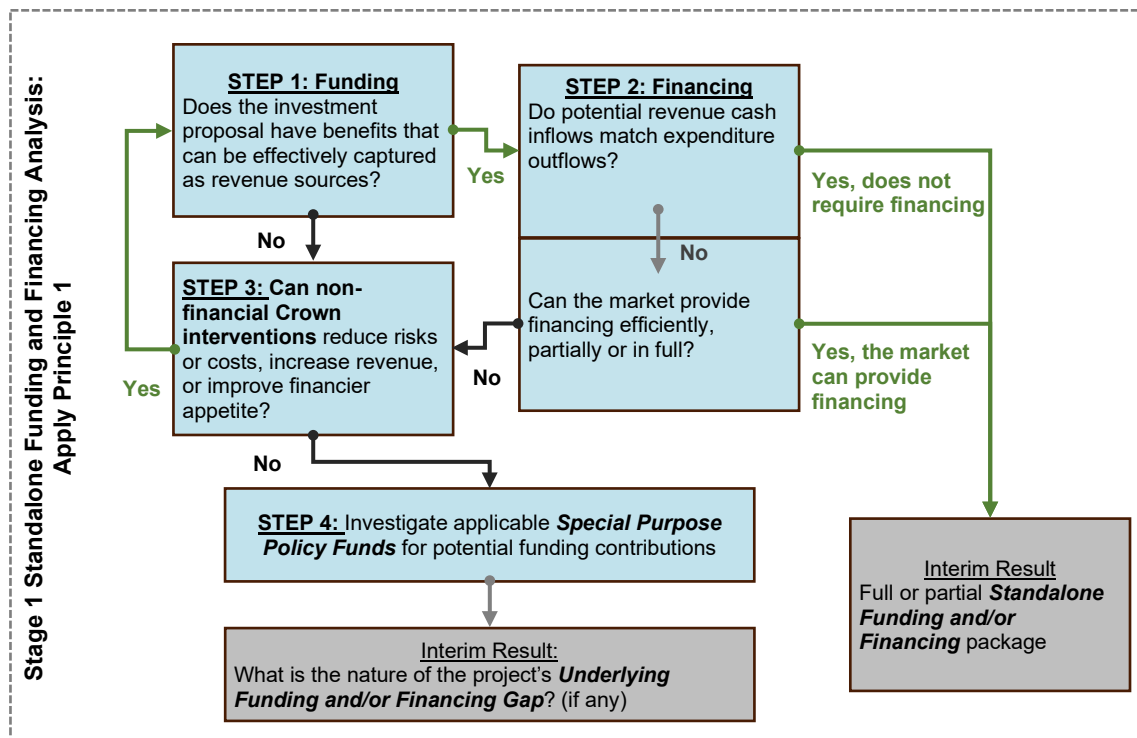 Stage 1 Standalone Funding and Financing Analysis:
Apply Principle 1
STEP 1: Funding
Does the investment
proposal have benefits that
can be effectively captured
as revenue sources?
Yes
No
STEP 2: Financing
Do potential revenue cash
inflows match expenditure
outflows?
Yes, does not
require financing
No
Can the market provide
financing efficiently,
partially or in full?
Yes, the market
can provide
financing
No
STEP 3: Can non-
financial Crown
interventions reduce risks
or costs, increase revenue,
or improve financier
appetite?
Yes
No
STEP 4: Investigate applicable Special Purpose
Policy Funds for potential funding contributions
Interim Result:
What is the nature of the project's Underlying
Funding and/or Financing Gap? (if any)
Interim Result
Full or partial Standalone
Funding and/or
Financing package